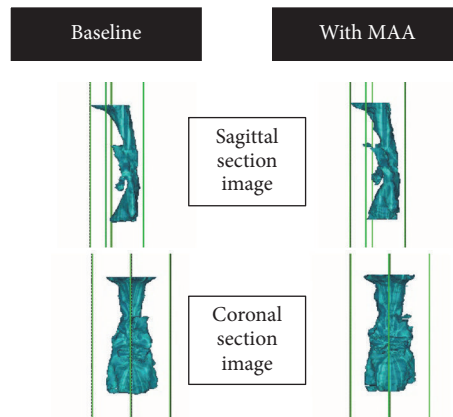 Baseline
With MAA
Sagittal
section
image
Coronal
section
image